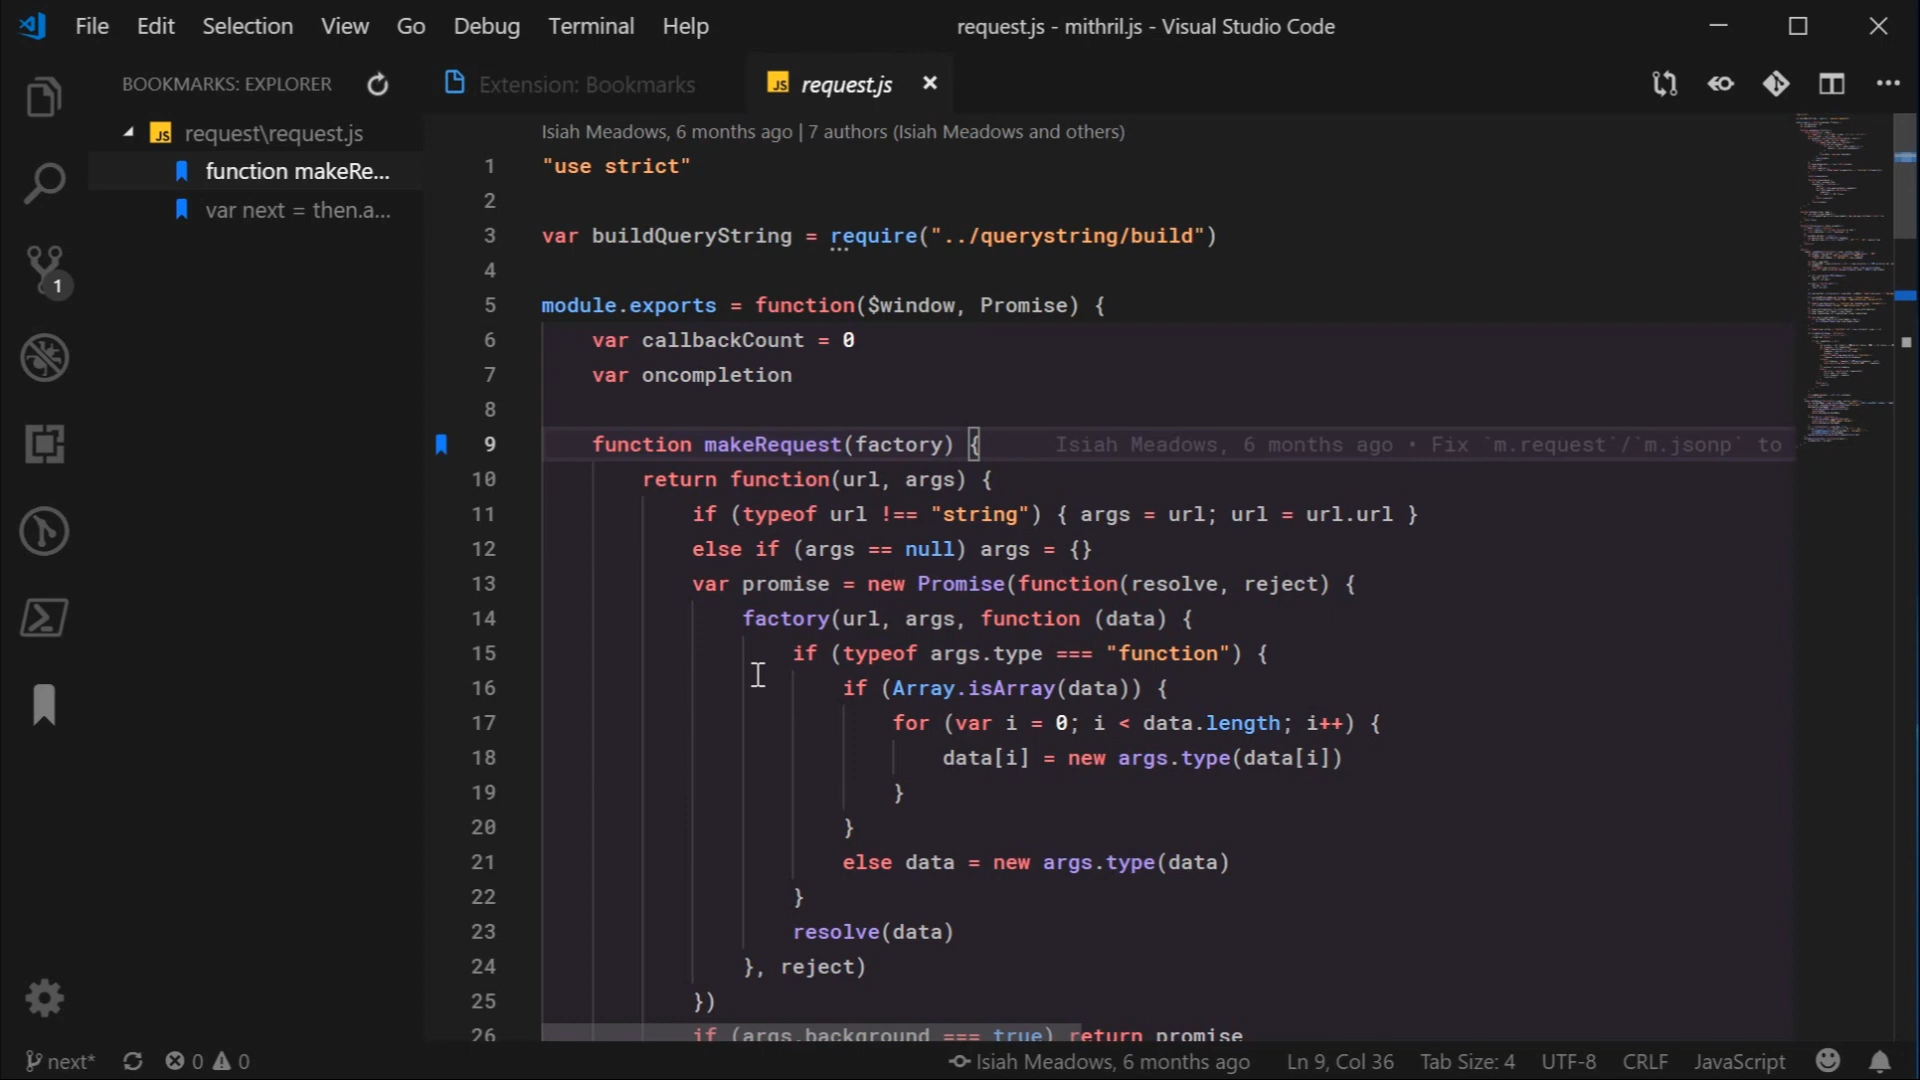 File Edit Selection View Go Debug Terminal Help request.js - mithril.js - Visual Studio Code
BOOKMARKS: EXPLORER
JS request\request.js
function makeRe...
var next = then.a...
1
Extension: Bookmarks JS request.js
Isiah Meadows, 6 months ago | 7 authors (Isiah Meadows and others)
1 "use strict"
2
3 var buildQueryString = require("../querystring/build")
4
5 module.exports = function($window, Promise) {
6 var callbackCount = 0
7 var oncompletion
8
9 function makeRequest(factory) { Isiah Meadows, 6 months ago • Fix `m.request`/`m.jsonp` to
10 return function(url, args) {
11 if (typeof url !== "string") { args = url; url = url.url }
12 else if (args == null) args = {}
13 var promise = new Promise(function(resolve, reject) {
14 factory(url, args, function (data) {
15 if (typeof args.type === "function") {
16 if (Array.isArray(data)) {
17 for (var i = 0; i < data.length; i++) {
18 data[i] = new args.type(data[i])
19 }
20 }
21 else data = new args.type(data)
22 }
23 resolve(data)
24 }, reject)
25 })
26 if (args.background === true) return promise
next* 0 0 Isiah Meadows, 6 months ago Ln 9, Col 36 Tab Size: 4 UTF-8 CRLF JavaScript